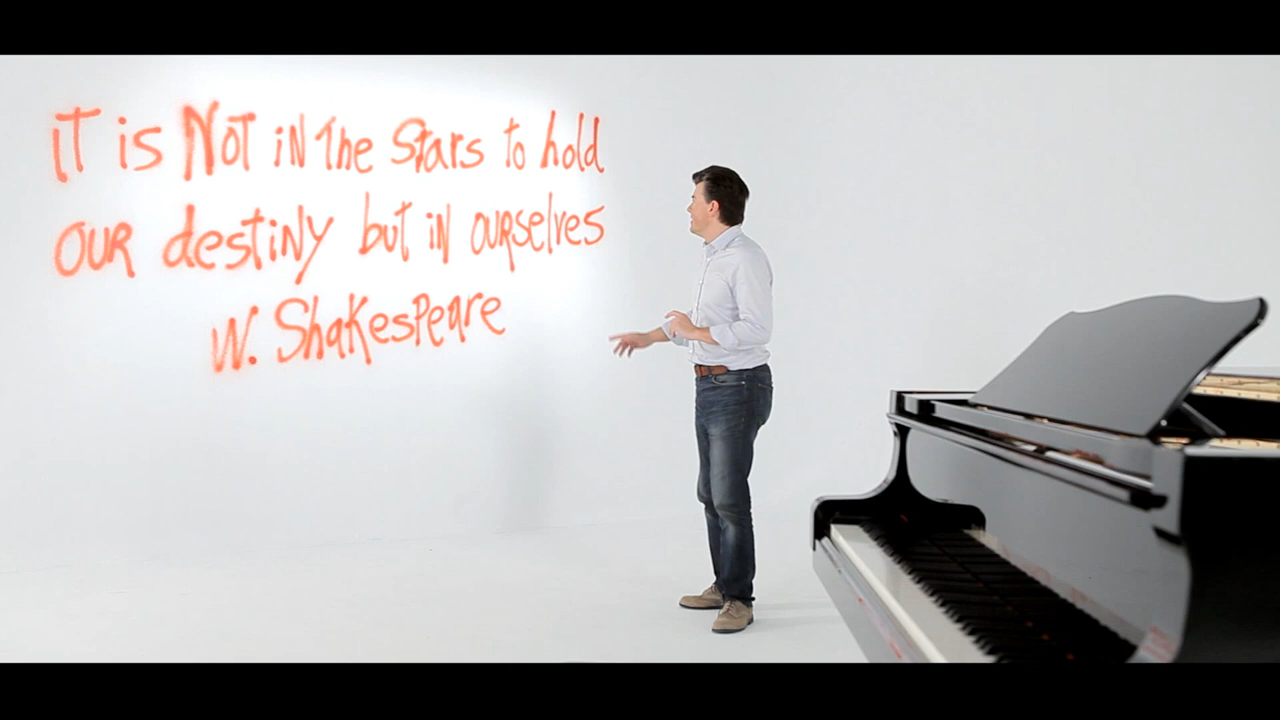 iT is NOT iN The Stars to hold
OUR destiNy but iN OURselves
W. ShaKesPeare